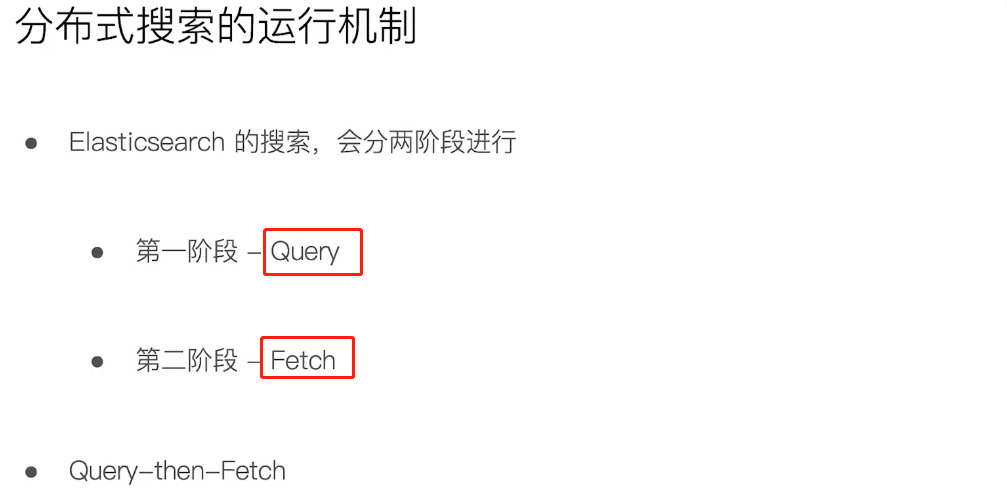 分布式搜索的运行机制
● Elasticsearch 的搜索，会分两阶段进行
● 第一阶段 – Query
● 第二阶段 – Fetch
● Query–then–Fetch